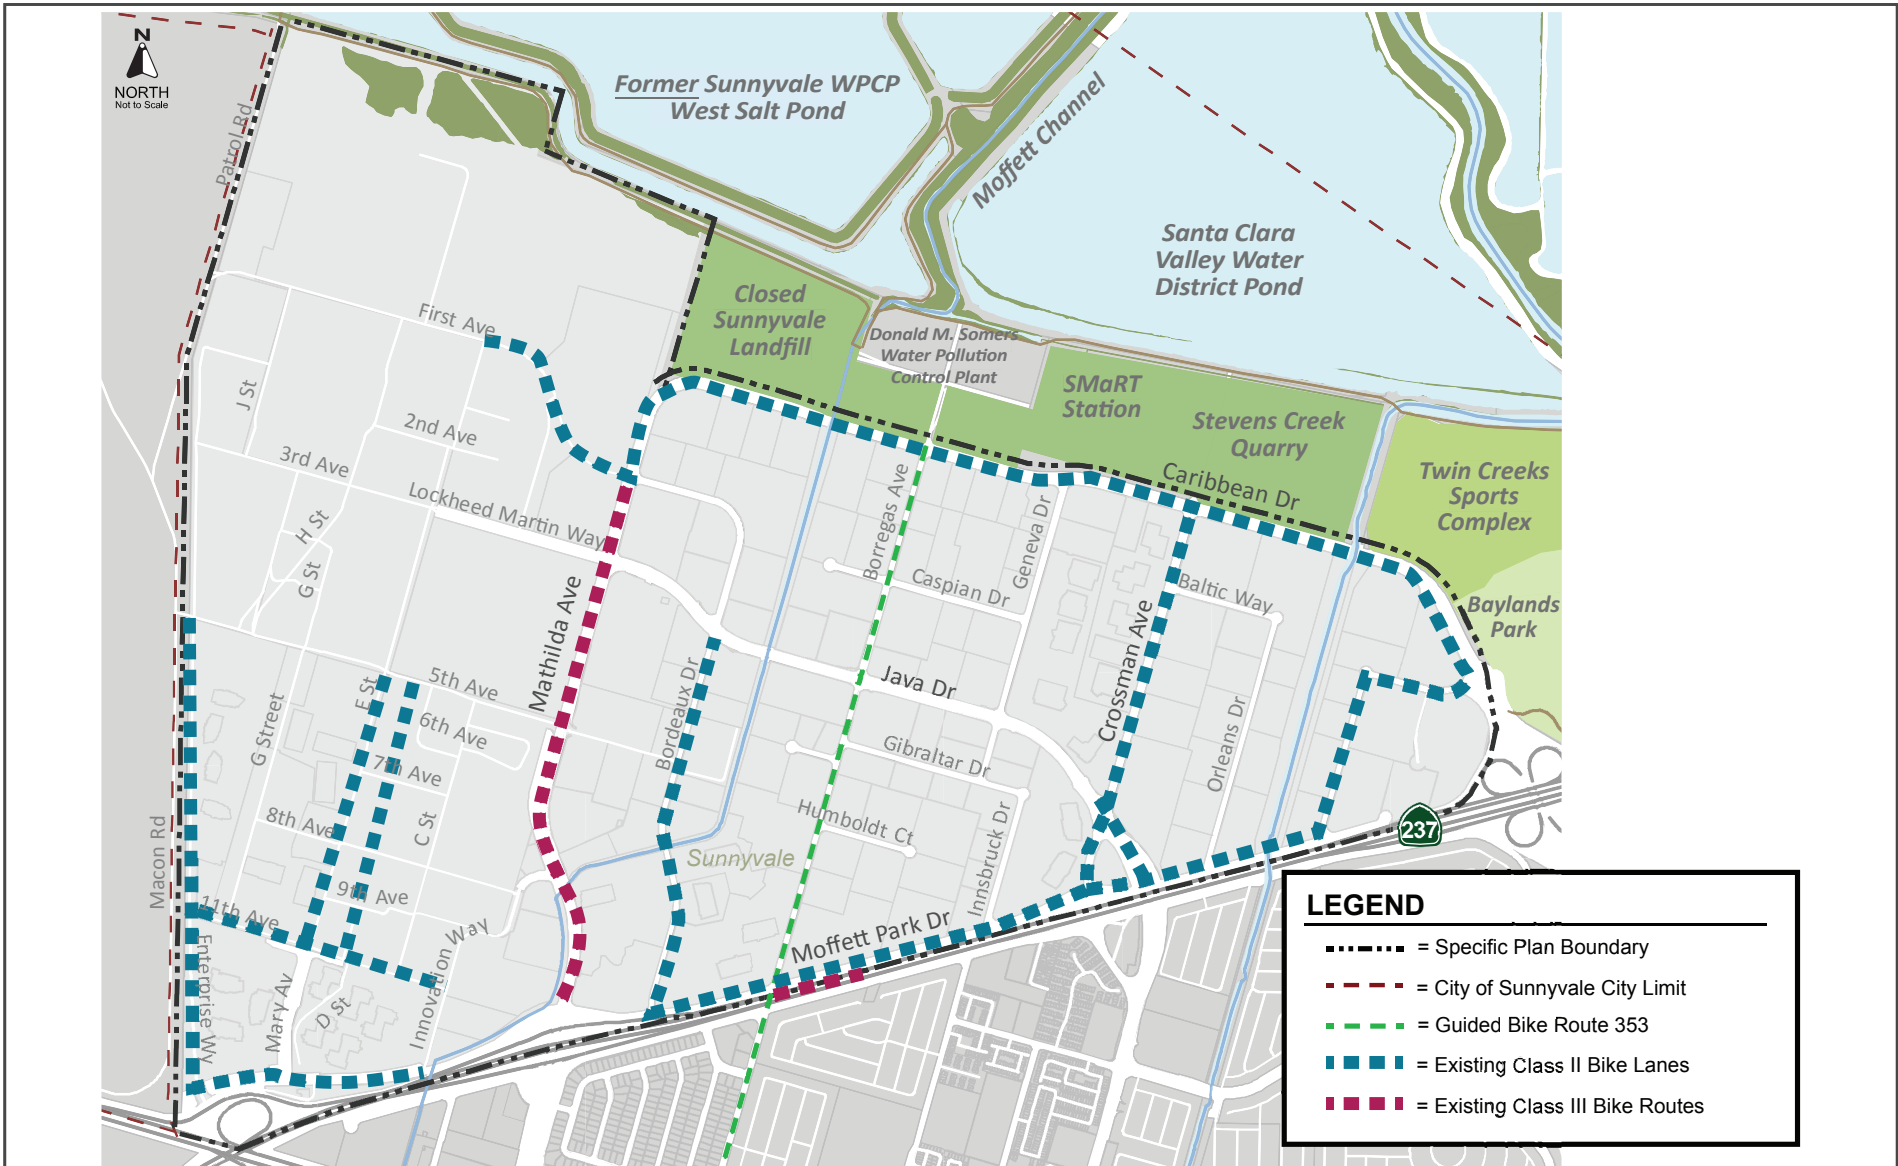 N
NORTH
Not to Scale
Former Sunnyvale WPCP
West Salt Pond
Moffett Channel
Santa Clara
Valley Water
District Pond
Patrol Rd
Closed
Sunnyvale
Landfill
Donald M. Somers
Water Pollution
Control Plant
SMaRT
Station
Stevens Creek
Quarry
Twin Creeks
Sports
Complex
Baylands
Park
First Ave
J St
2nd Ave
3rd Ave
Lockheed Martin Way
H St
G St
Mathilda Ave
Borregas Ave
Caspian Dr
Geneva Dr
Caribbean Dr
Baltic Way
Crossman Ave
Java Dr
Bordeaux Dr
5th Ave
6th Ave
E St
G Street
7th Ave
8th Ave
C St
9th Ave
11th Ave
Gibraltar Dr
Humboldt Ct
Innsbruck Dr
Orleans Dr
Sunnyvale
Moffett Park Dr
237
Macon Rd
Enterprise Wy
Mary Av
D St
Innovation Way
LEGEND
= Specific Plan Boundary
= City of Sunnyvale City Limit
= Guided Bike Route 353
= Existing Class II Bike Lanes
= Existing Class III Bike Routes